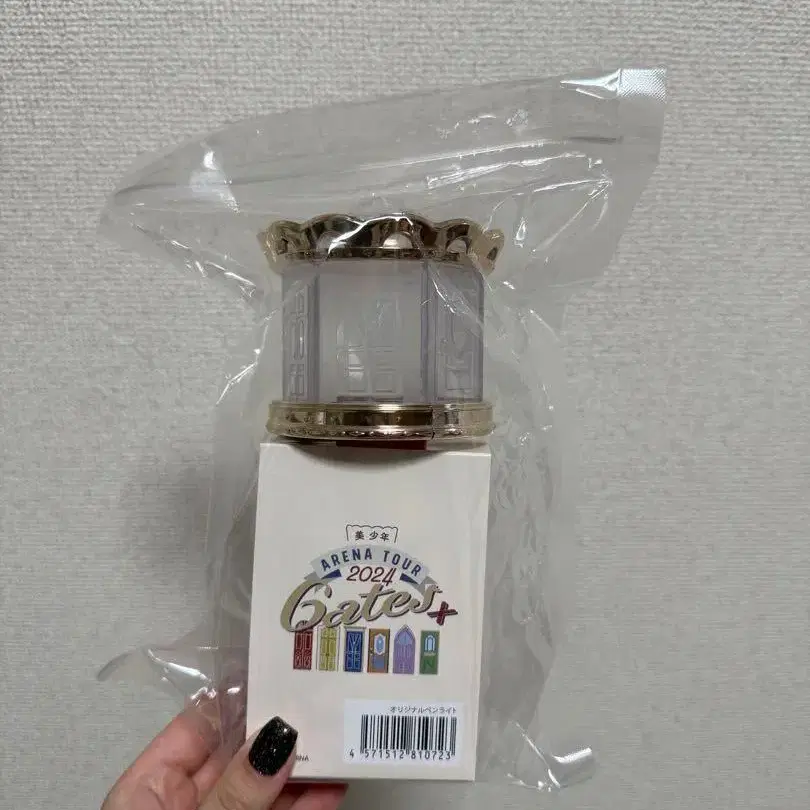 美 少年
ARENA TOUR
2024
Gates+
オリジナルペンライト
4 571512 810723